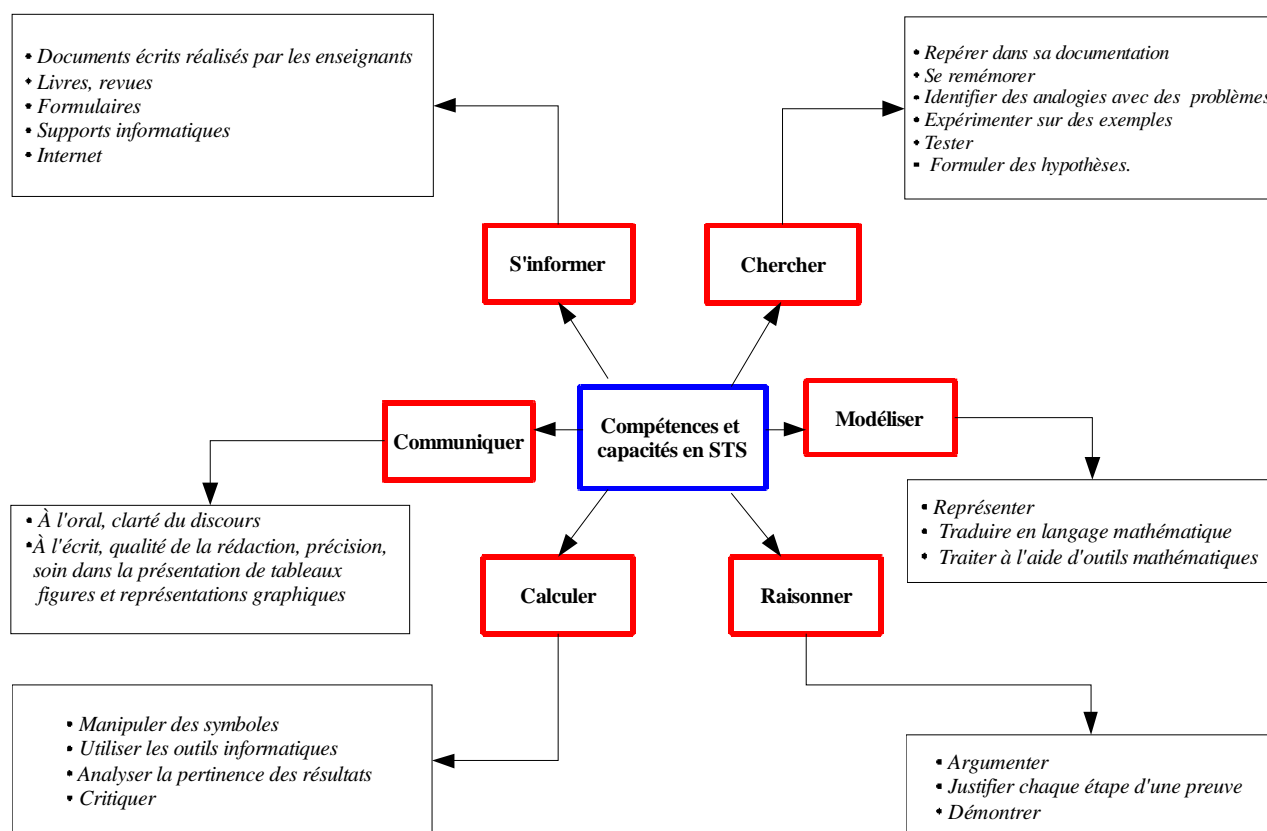 • Documents écrits réalisés par les enseignants
• Livres, revues
• Formulaires
• Supports informatiques
• Internet
• Repérer dans sa documentation
• Se remémorer
• Identifier des analogies avec des problèmes
• Expérimenter sur des exemples
• Tester
▪ Formuler des hypothèses.
S'informer
Chercher
Communiquer
Compétences et
capacités en STS
Modéliser
• À l'oral, clarté du discours
• À l'écrit, qualité de la rédaction, précision,
soin dans la présentation de tableaux
figures et représentations graphiques
• Représenter
• Traduire en langage mathématique
• Traiter à l'aide d'outils mathématiques
Calculer
Raisonner
• Manipuler des symboles
• Utiliser les outils informatiques
• Analyser la pertinence des résultats
• Critiquer
• Argumenter
• Justifier chaque étape d'une preuve
• Démontrer